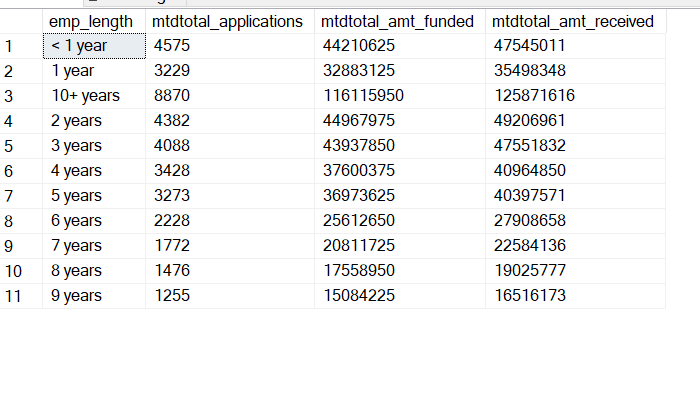 emp_length mtdtotal_applications mtdtotal_amt_funded mtdtotal_amt_received
1 < 1 year 4575 44210625 47545011
2 1 year 3229 32883125 35498348
3 10+ years 8870 116115950 125871616
4 2 years 4382 44967975 49206961
5 3 years 4088 43937850 47551832
6 4 years 3428 37600375 40964850
7 5 years 3273 36973625 40397571
8 6 years 2228 25612650 27908658
9 7 years 1772 20811725 22584136
10 8 years 1476 17558950 19025777
11 9 years 1255 15084225 16516173